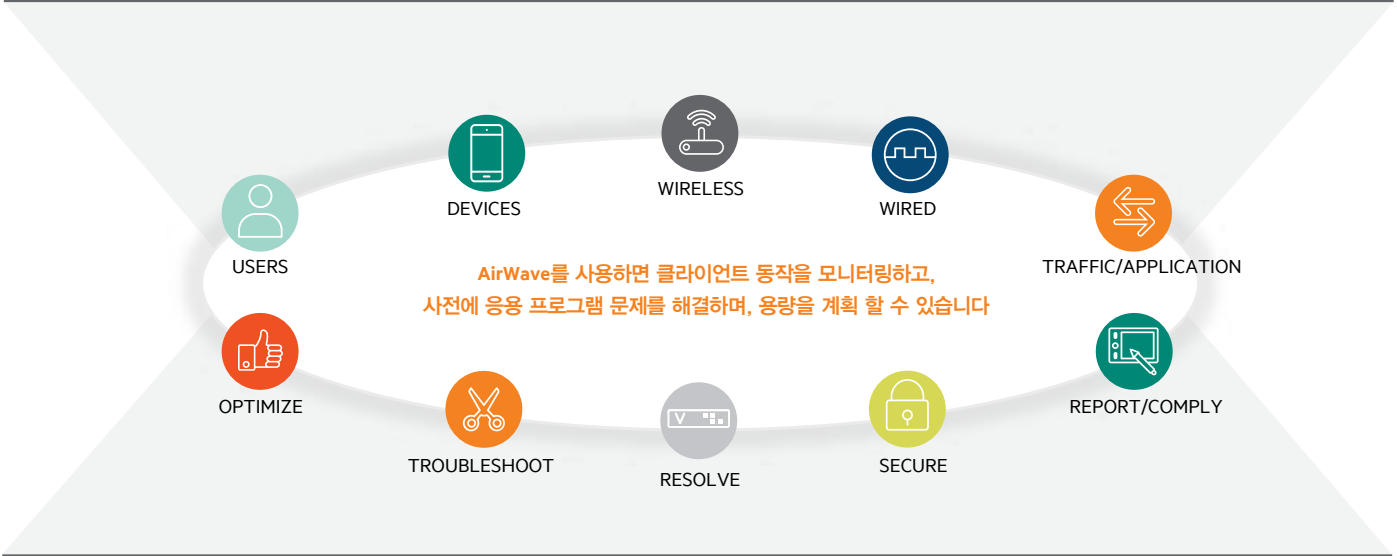 WIRELESS
DEVICES
WIRED
USERS
TRAFFIC/APPLICATION
AirWave를 사용하면 클라이언트 동작을 모니터링하고,
사전에 응용 프로그램 문제를 해결하며, 용량을 계획 할 수 있습니다
OPTIMIZE
REPORT/COMPLY
TROUBLESHOOT
SECURE
RESOLVE
V